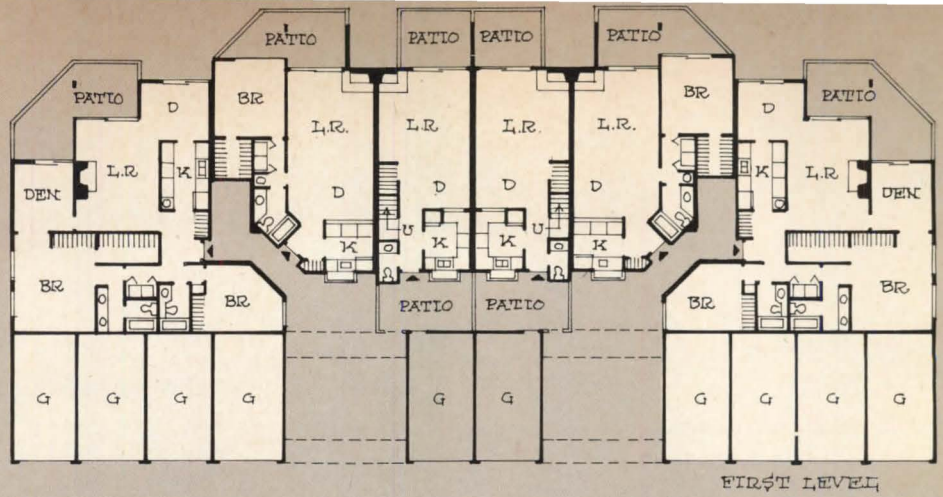 PATIO PATIO PATIO PATIO
PATIO D BR L.R. L.R L.R. L.R. BR D PATIO
L.R K K L.R
DEN D D D D DEN
U U
K K K K
BR BR BR BR
PATIO PATIO
G G G G G G G G G G
FIRST LEVEL